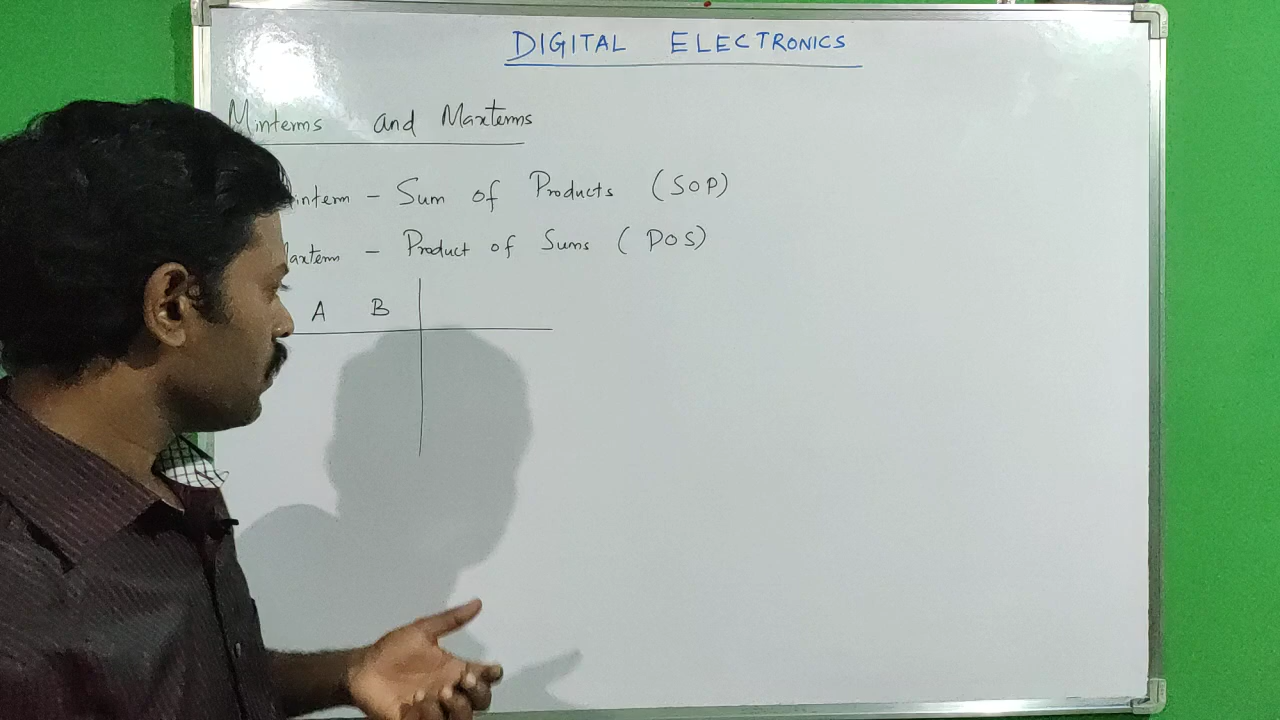 DIGITAL ELECTRONICS
Minterms and Maxterms
interm - Sum of Products (SOP)
axterm - Product of Sums (POS)
A B